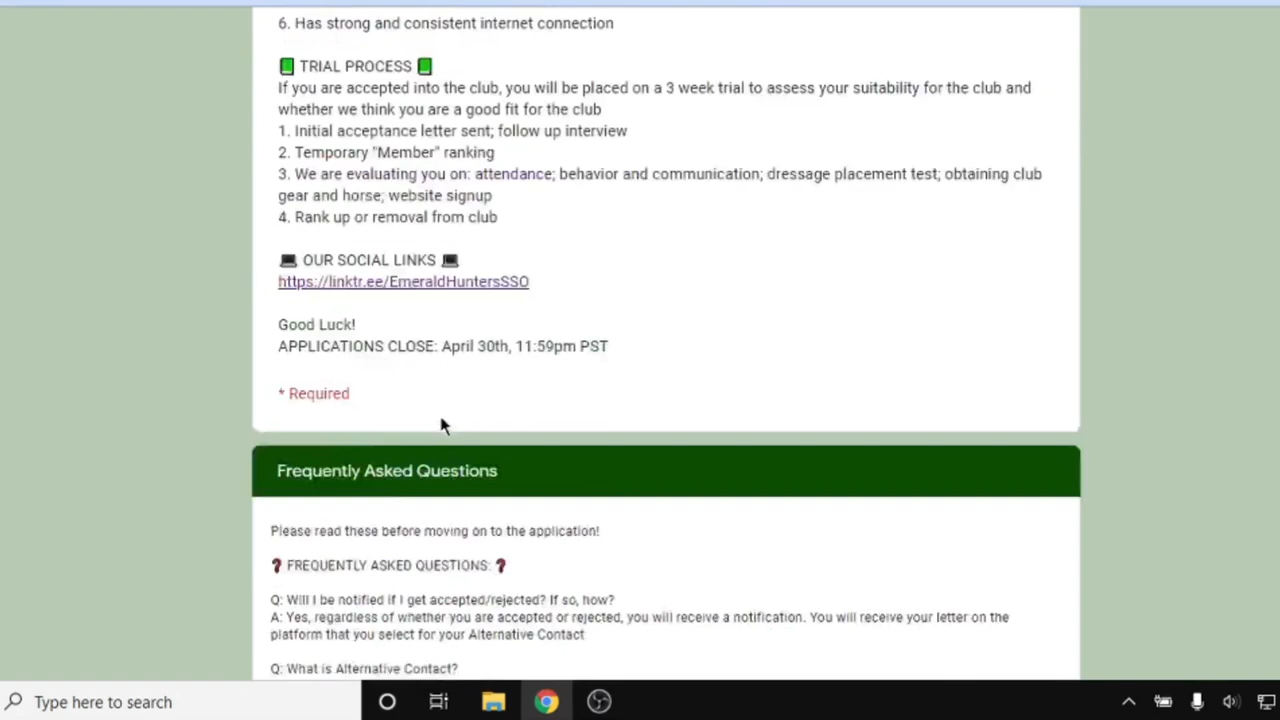 6. Has strong and consistent internet connection
TRIAL PROCESS
If you are accepted into the club, you will be placed on a 3 week trial to assess your suitability for the club and
whether we think you are a good fit for the club
1. Initial acceptance letter sent; follow up interview
2. Temporary "Member" ranking
3. We are evaluating you on: attendance; behavior and communication; dressage placement test; obtaining club
gear and horse; website signup
4. Rank up or removal from club
OUR SOCIAL LINKS
https://linktr.ee/EmeraldHuntersSSO
Good Luck!
APPLICATIONS CLOSE: April 30th, 11:59pm PST
* Required
Frequently Asked Questions
Please read these before moving on to the application!
❓ FREQUENTLY ASKED QUESTIONS: ❓
Q: Will I be notified if I get accepted/rejected? If so, how?
A: Yes, regardless of whether you are accepted or rejected, you will receive a notification. You will receive your letter on the
platform that you select for your Alternative Contact
Q: What is Alternative Contact?
Type here to search